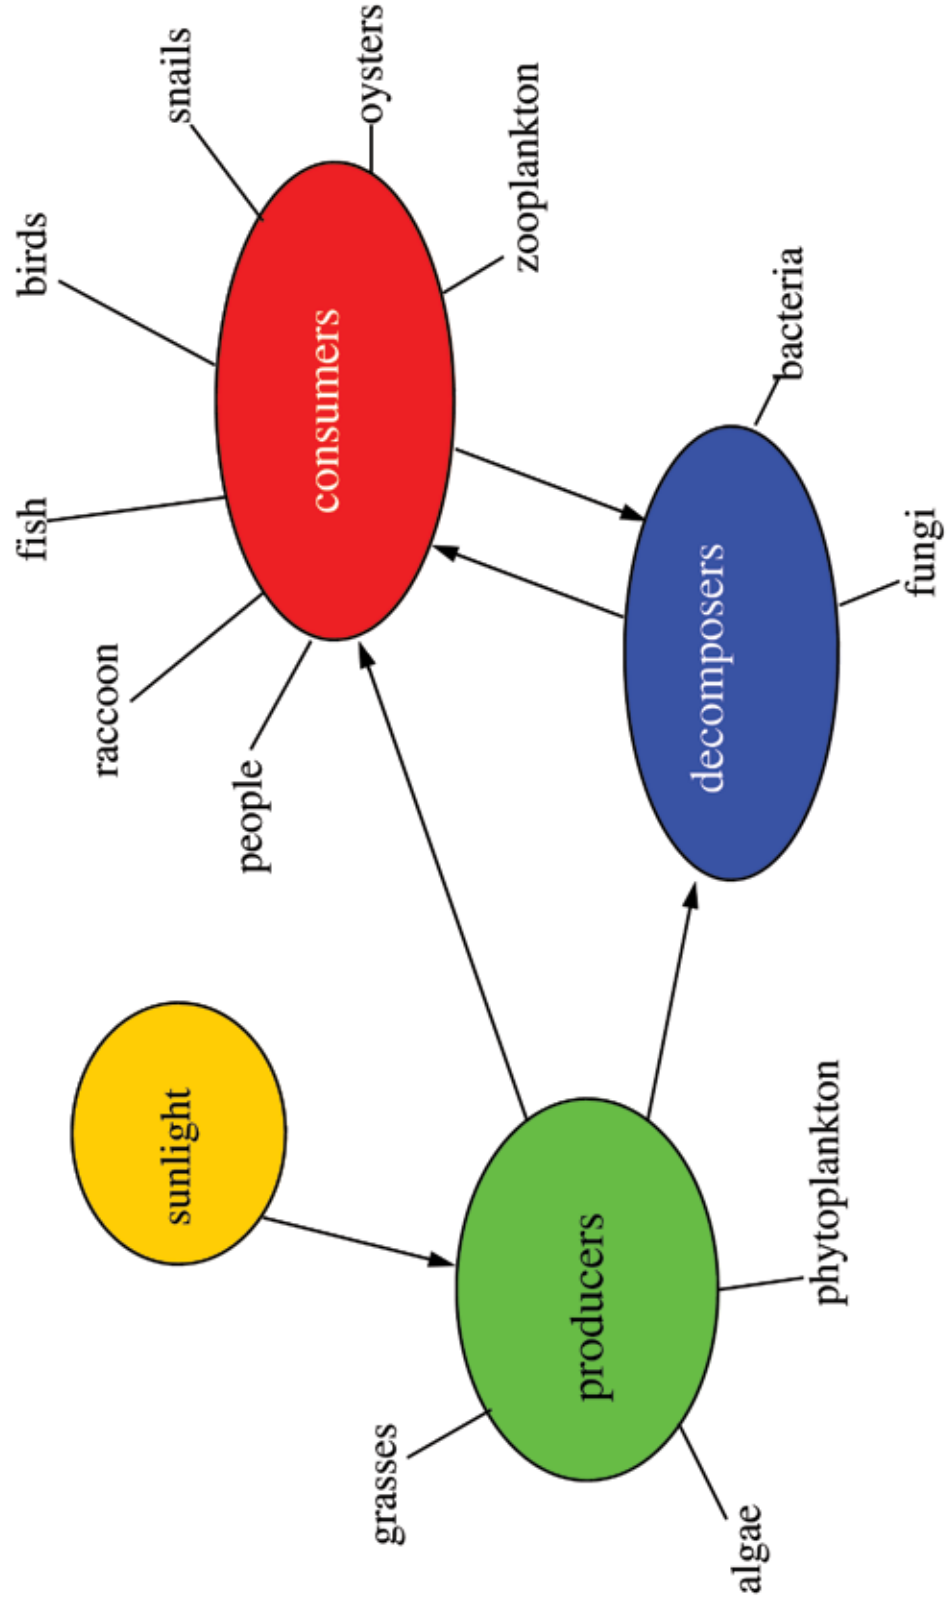 sunlight
producers
grasses
algae
phytoplankton
consumers
people
raccoon
fish
birds
snails
oysters
zooplankton
decomposers
bacteria
fungi